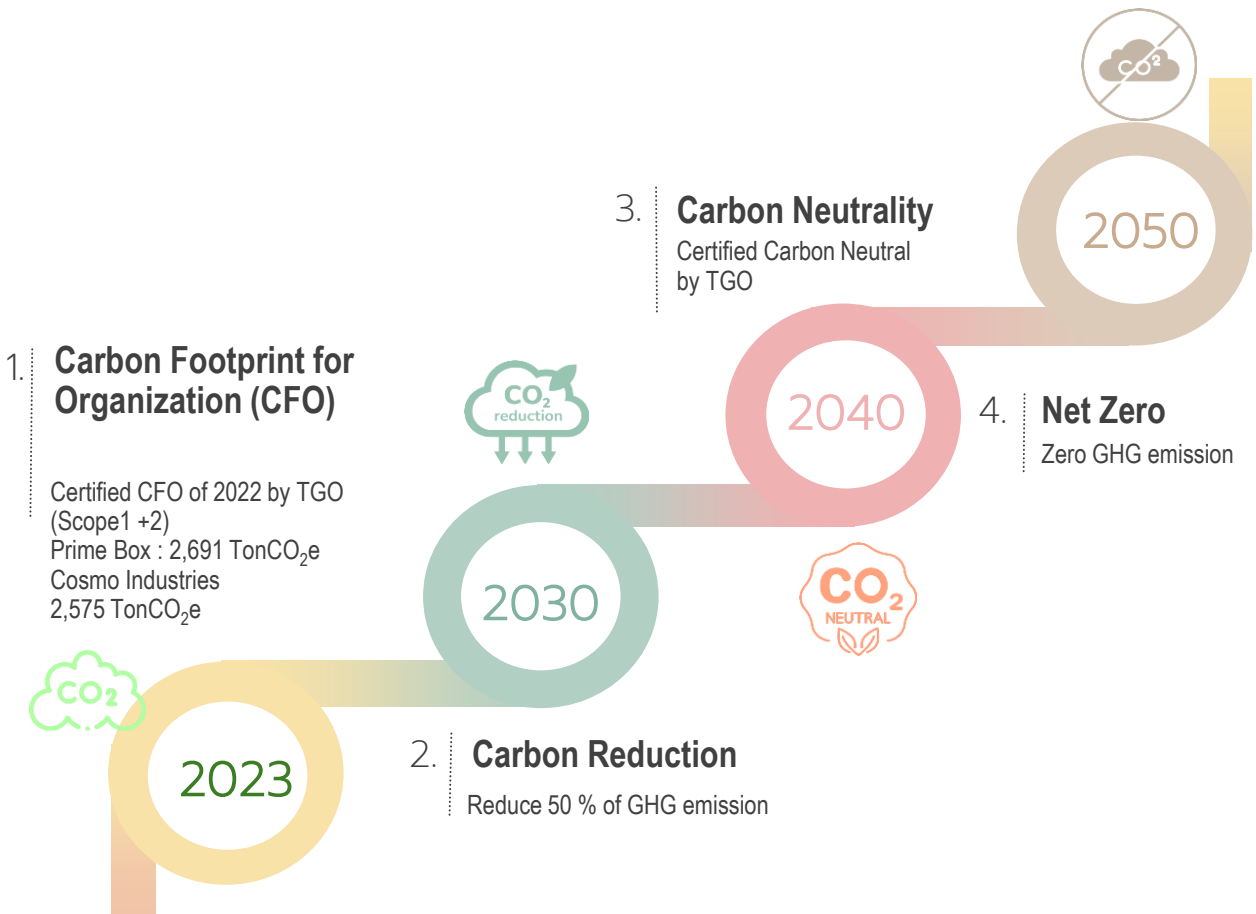 1.
Carbon Footprint for
Organization (CFO)
Certified CFO of 2022 by TGO
(Scope1 +2)
Prime Box : 2,691 TonCO₂e
Cosmo Industries
2,575 TonCO₂e
CO₂
2023
2.
Carbon Reduction
Reduce 50 % of GHG emission
CO₂
reduction
2030
3.
Carbon Neutrality
Certified Carbon Neutral
by TGO
2040
CO₂
NEUTRAL
4.
Net Zero
Zero GHG emission
CO²
2050